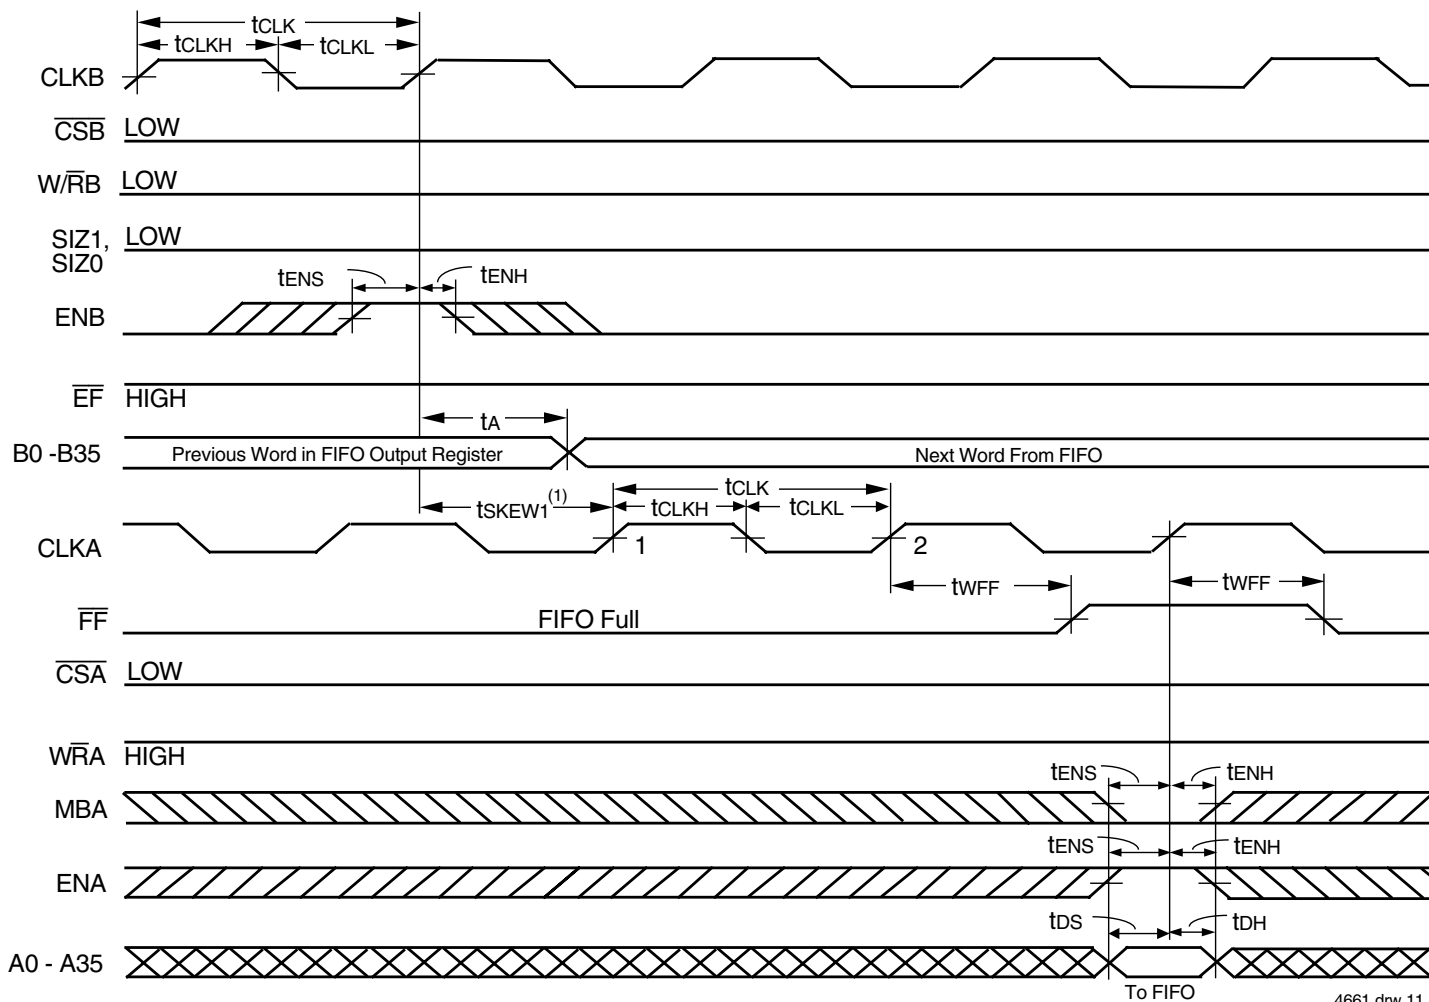 tCLK
tCLKH tCLKL
CLKB
CSB LOW
W/RB LOW
SIZ1, LOW
SIZ0
tENS tENH
ENB
EF HIGH
tA
B0 -B35 Previous Word in FIFO Output Register Next Word From FIFO
tCLK
tSKEW1(1) tCLKH tCLKL
CLKA 1 2
tWFF tWFF
FF FIFO Full
CSA LOW
WRA HIGH
tENS tENH
MBA
tENS tENH
ENA
tDS tDH
A0 - A35
To FIFO
4661 drw 11